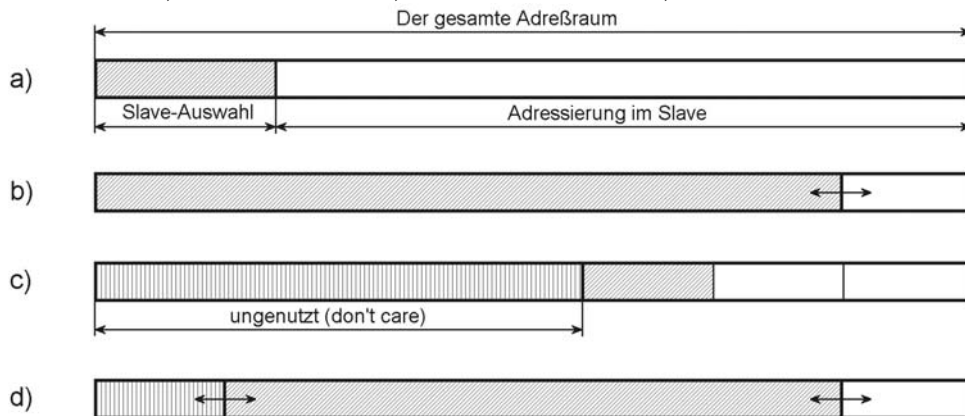 Der gesamte Adreßraum
a)
Slave-Auswahl
Adressierung im Slave
b)
c)
ungenutzt (don't care)
d)